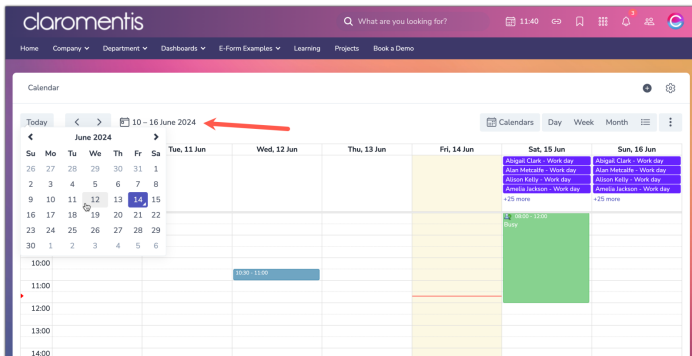 claromentis
What are you looking for?
11:40
3
Home Company Department Dashboards E-Form Examples Learning Projects Book a Demo
Calendar
Today 10 – 16 June 2024 Calendars Day Week Month
June 2024
Su Mo Tu We Th Fr Sa
26 27 28 29 30 31 1
2 3 4 5 6 7 8
9 10 11 12 13 14 15
16 17 18 19 20 21 22
23 24 25 26 27 28 29
30 1 2 3 4 5 6
Tue, 11 Jun Wed, 12 Jun Thu, 13 Jun Fri, 14 Jun Sat, 15 Jun Sun, 16 Jun
Abigail Clark - Work day Abigail Clark - Work day
Alan Metcalfe - Work day Alan Metcalfe - Work day
Alison Kelly - Work day Alison Kelly - Work day
Amelia Jackson - Work day Amelia Jackson - Work day
+25 more +25 more
08:00 - 12:00
Busy
10:00
10:30 - 11:00
11:00
12:00
13:00
14:00